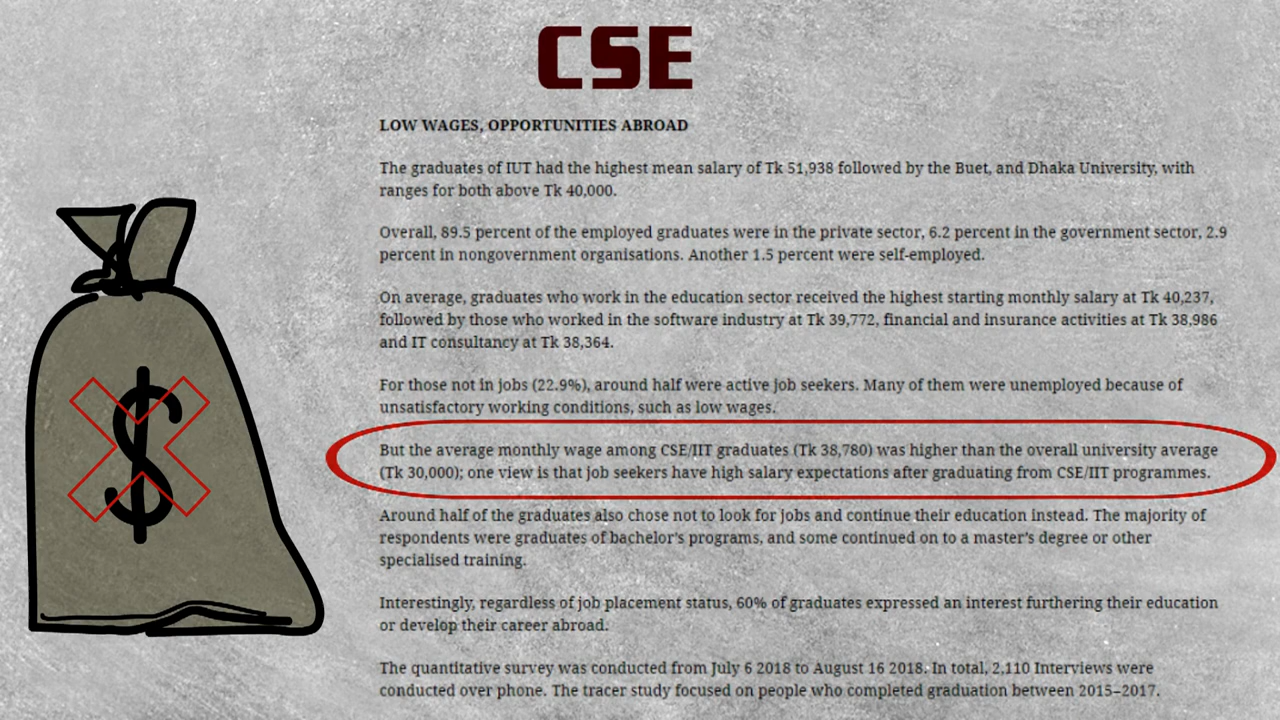 CSE
LOW WAGES, OPPORTUNITIES ABROAD
The graduates of IUT had the highest mean salary of Tk 51,938 followed by the Buet, and Dhaka University, with
ranges for both above Tk 40,000.
Overall, 89.5 percent of the employed graduates were in the private sector, 6.2 percent in the government sector, 2.9
percent in nongovernment organisations. Another 1.5 percent were self-employed.
On average, graduates who work in the education sector received the highest starting monthly salary at Tk 40,237,
followed by those who worked in the software industry at Tk 39,772, financial and insurance activities at Tk 38,986
and IT consultancy at Tk 38,364.
For those not in jobs (22.9%), around half were active job seekers. Many of them were unemployed because of
unsatisfactory working conditions, such as low wages.
But the average monthly wage among CSE/IIT graduates (Tk 38,780) was higher than the overall university average
(Tk 30,000); one view is that job seekers have high salary expectations after graduating from CSE/IIT programmes.
$
Around half of the graduates also chose not to look for jobs and continue their education instead. The majority of
respondents were graduates of bachelor's programs, and some continued on to a master's degree or other
specialised training.
Interestingly, regardless of job placement status, 60% of graduates expressed an interest furthering their education
or develop their career abroad.
The quantitative survey was conducted from July 6 2018 to August 16 2018. In total, 2,110 Interviews were
conducted over phone. The tracer study focused on people who completed graduation between 2015–2017.